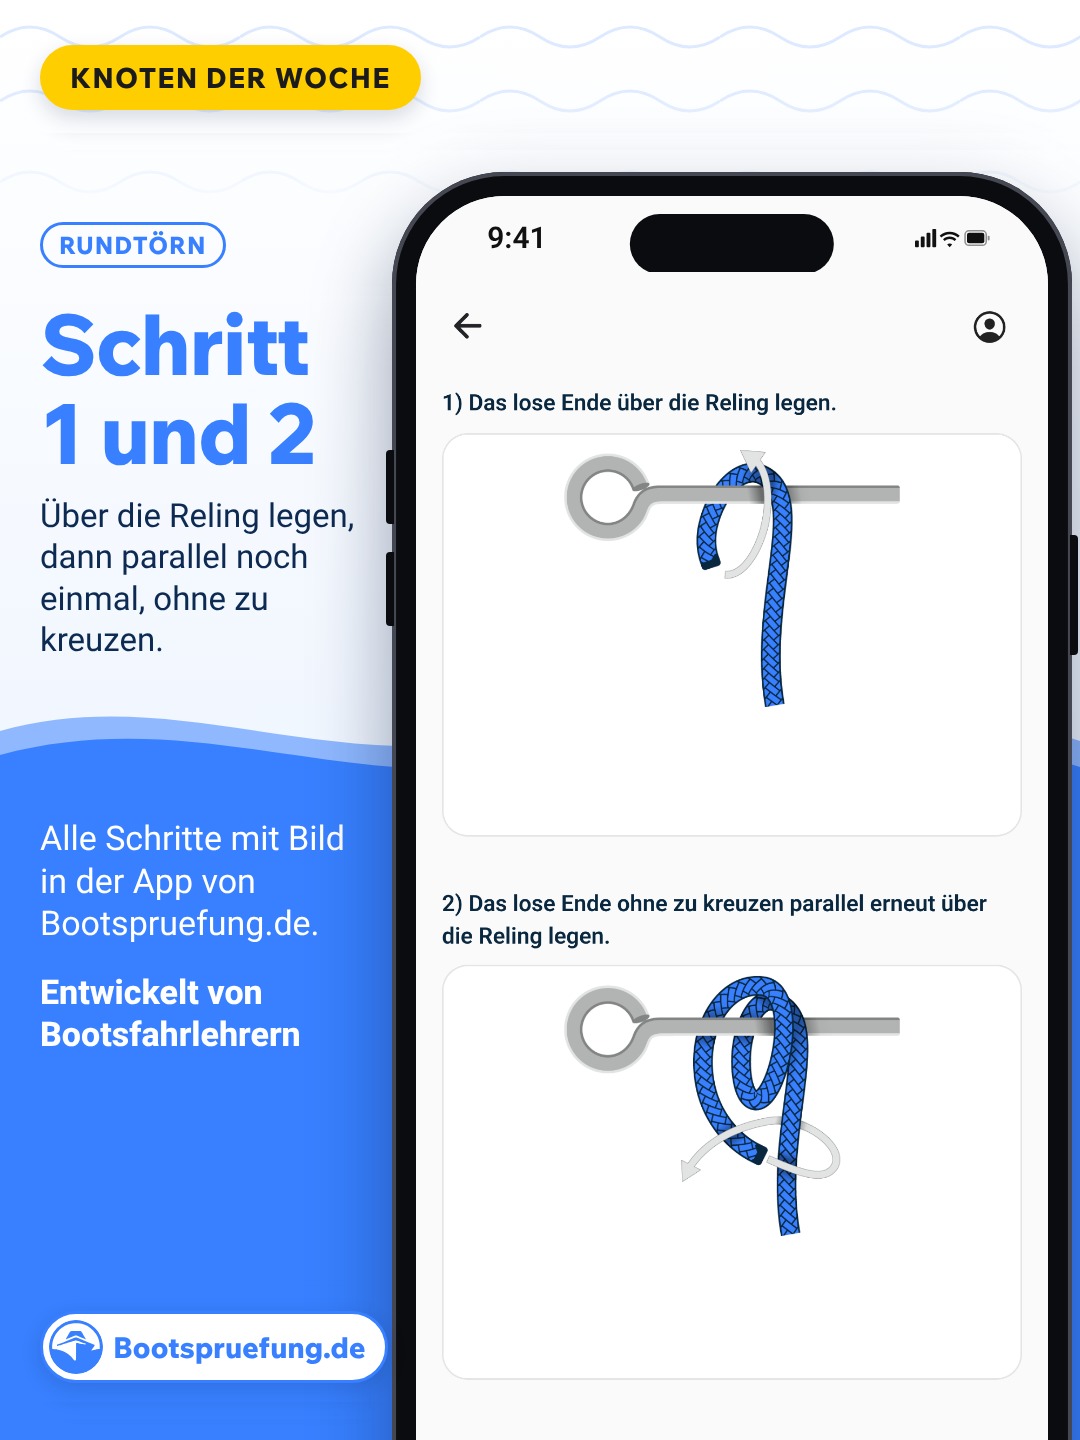 KNOTEN DER WOCHE
RUNDTÖRN
Schritt
1 und 2
Über die Reling legen,
dann parallel noch
einmal, ohne zu
kreuzen.
Alle Schritte mit Bild
in der App von
Bootspruefung.de.
Entwickelt von
Bootsfahrlehrern
Bootspruefung.de
9:41
1) Das lose Ende über die Reling legen.
2) Das lose Ende ohne zu kreuzen parallel erneut über
die Reling legen.